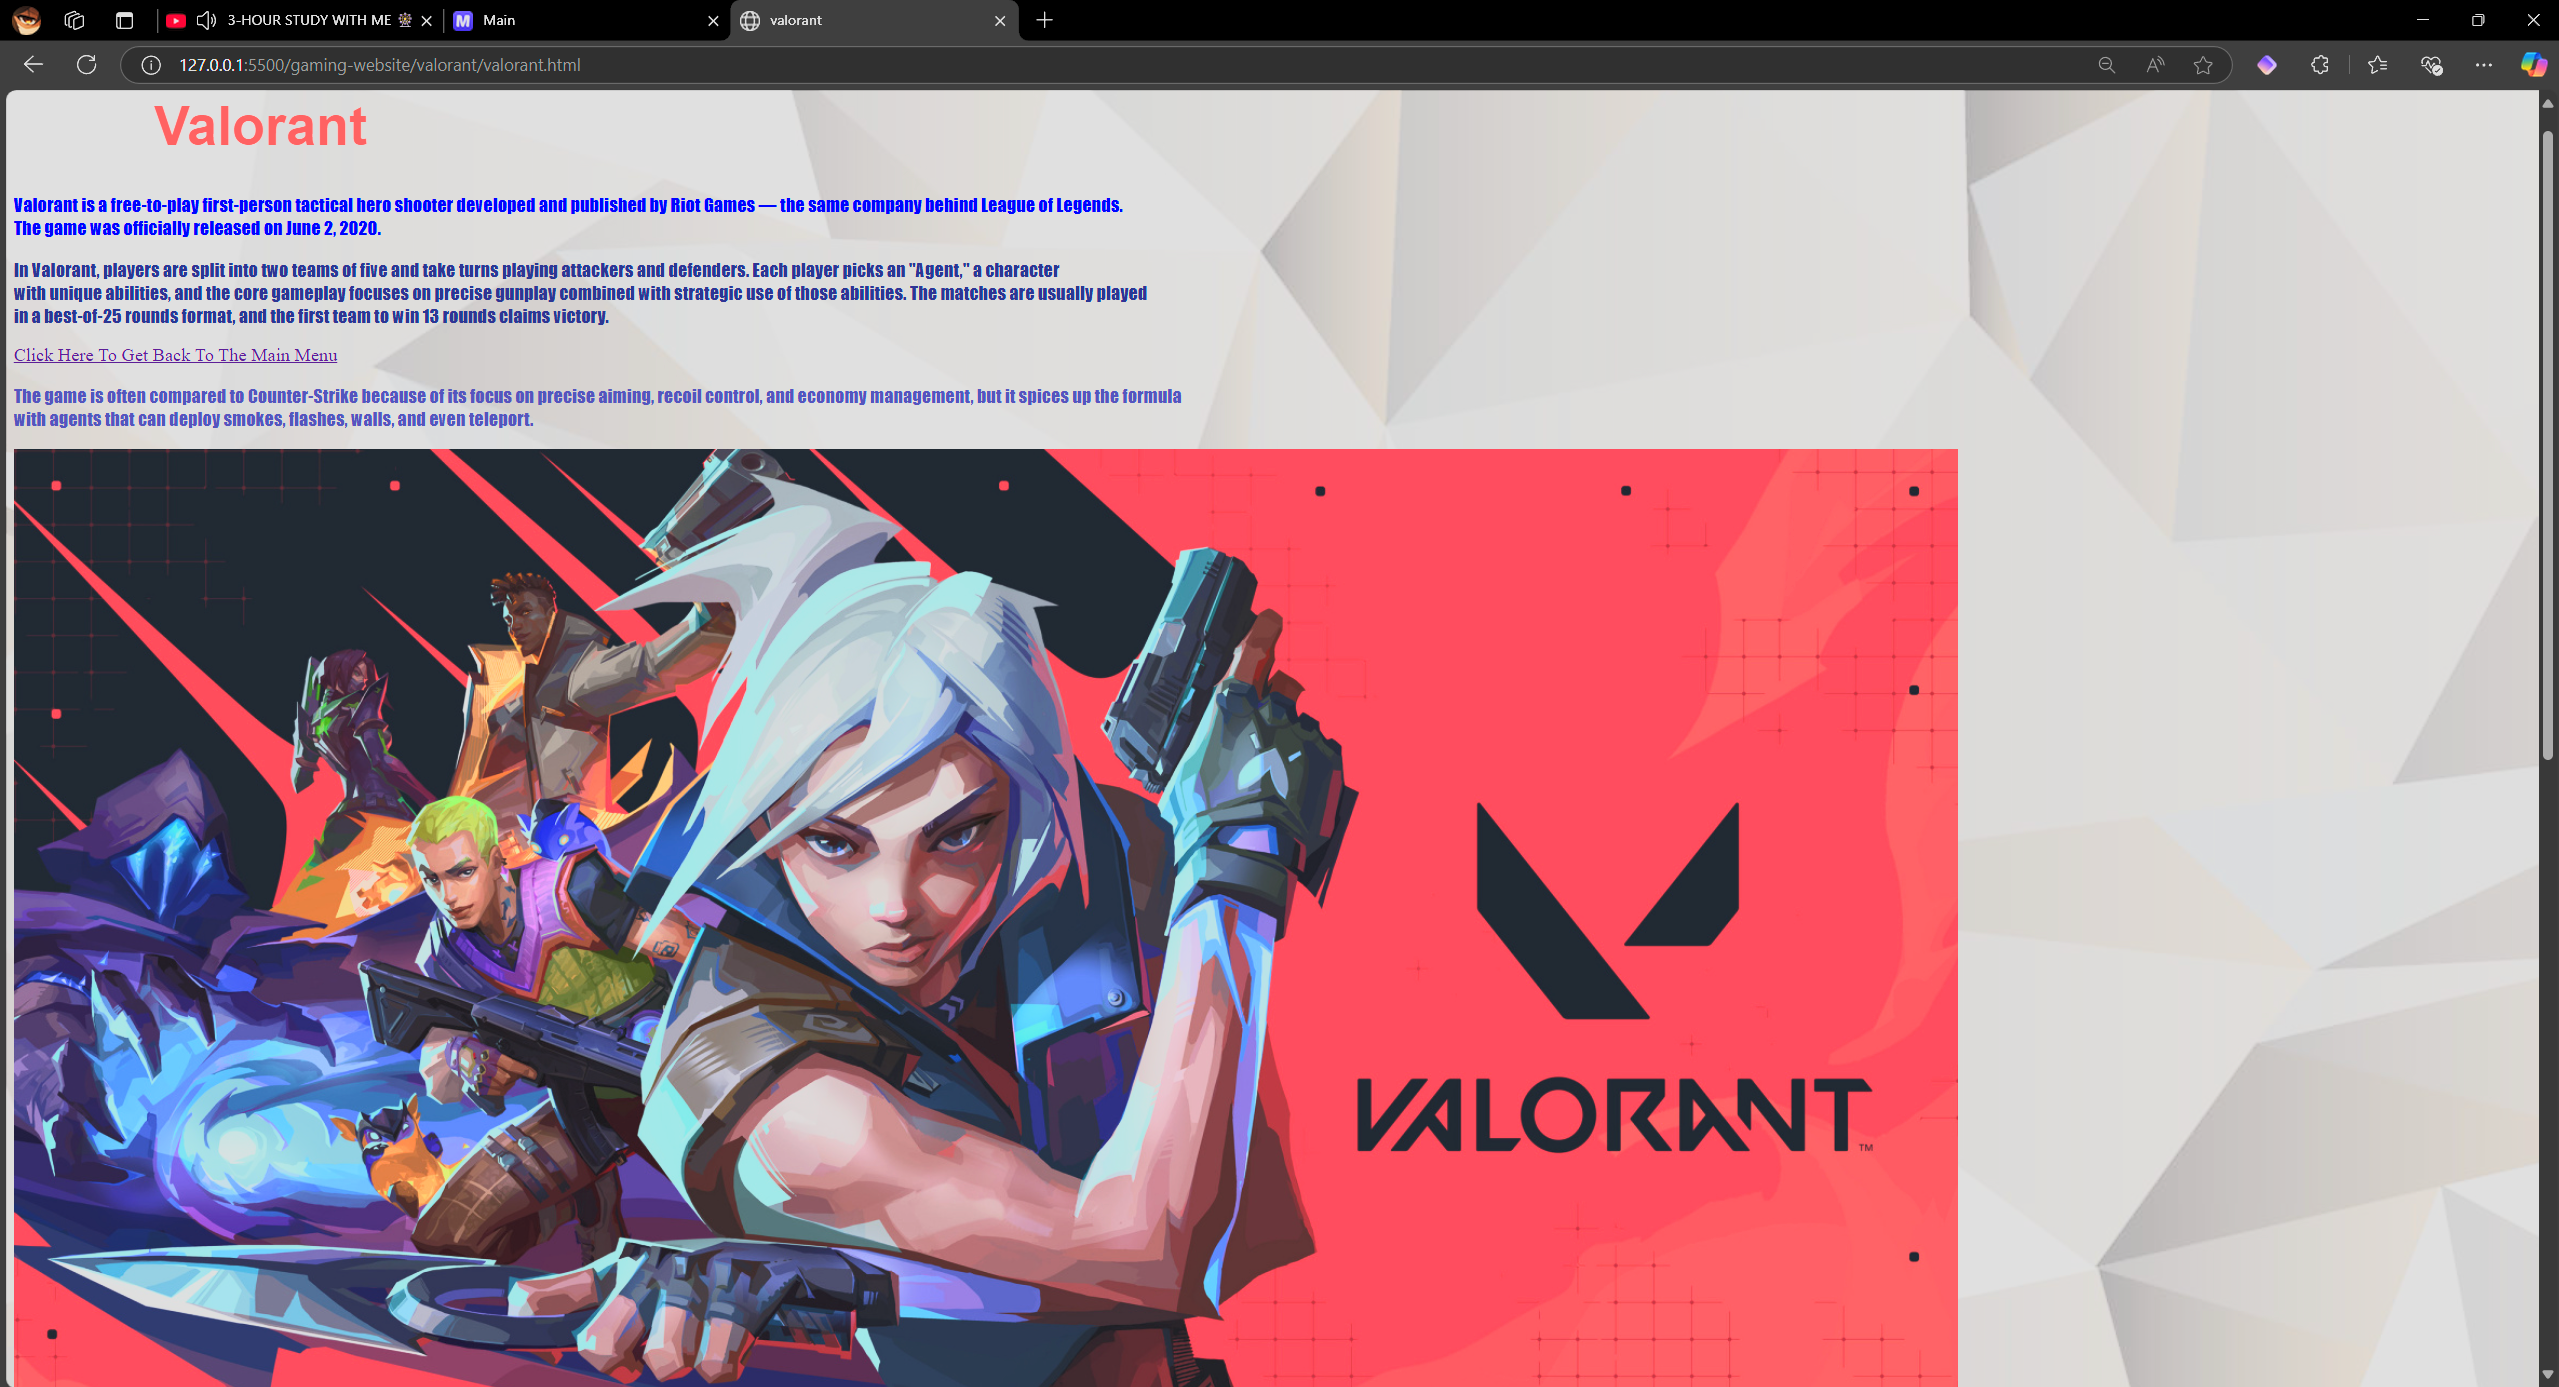 3-HOUR STUDY WITH ME
Main
valorant
127.0.0.1:5500/gaming-website/valorant/valorant.html
Valorant
Valorant is a free-to-play first-person tactical hero shooter developed and published by Riot Games — the same company behind League of Legends.
The game was officially released on June 2, 2020.
In Valorant, players are split into two teams of five and take turns playing attackers and defenders. Each player picks an "Agent," a character
with unique abilities, and the core gameplay focuses on precise gunplay combined with strategic use of those abilities. The matches are usually played
in a best-of-25 rounds format, and the first team to win 13 rounds claims victory.
Click Here To Get Back To The Main Menu
The game is often compared to Counter-Strike because of its focus on precise aiming, recoil control, and economy management, but it spices up the formula
with agents that can deploy smokes, flashes, walls, and even teleport.
VALORANT™